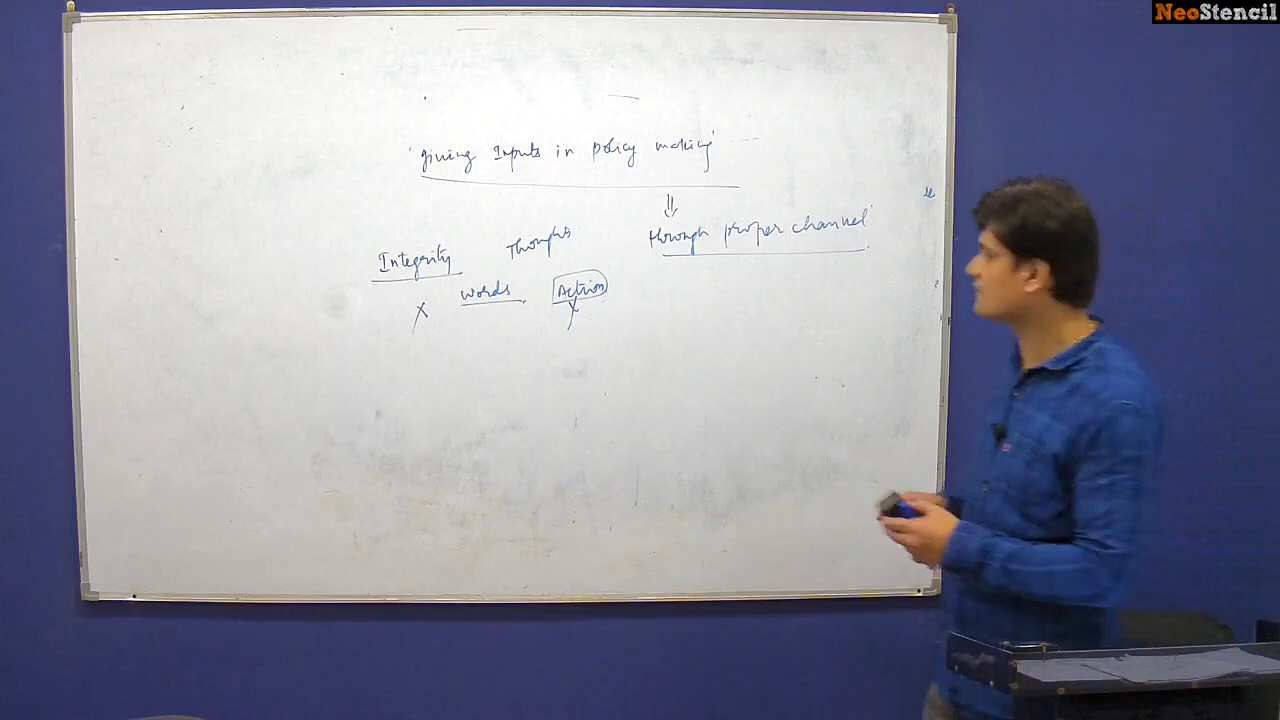 NeoStencil
'giving Inputs in policy making'
⇓
through proper channel'
Integrity Thoughts
words Action
x x